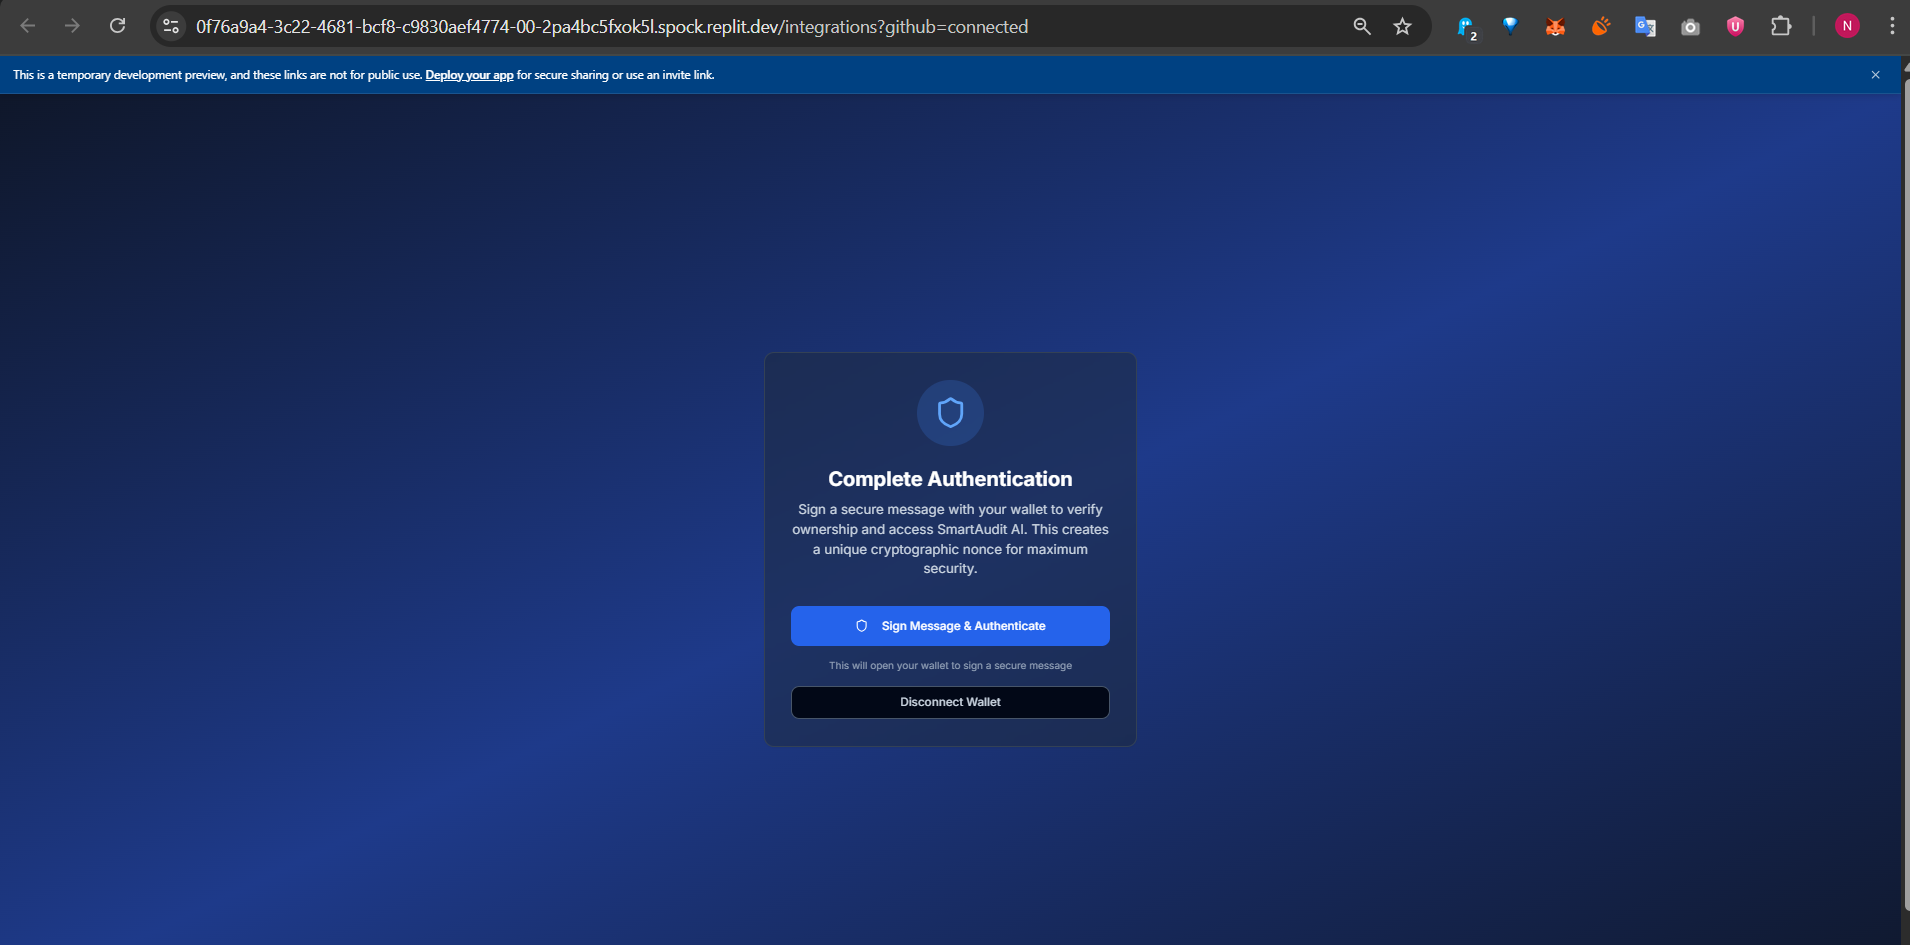 0f76a9a4-3c22-4681-bcf8-c9830aef4774-00-2pa4bc5fxok5l.spock.replit.dev/integrations?github=connected
2
N
This is a temporary development preview, and these links are not for public use. Deploy your app for secure sharing or use an invite link.
Complete Authentication
Sign a secure message with your wallet to verify
ownership and access SmartAudit AI. This creates
a unique cryptographic nonce for maximum
security.
Sign Message & Authenticate
This will open your wallet to sign a secure message
Disconnect Wallet